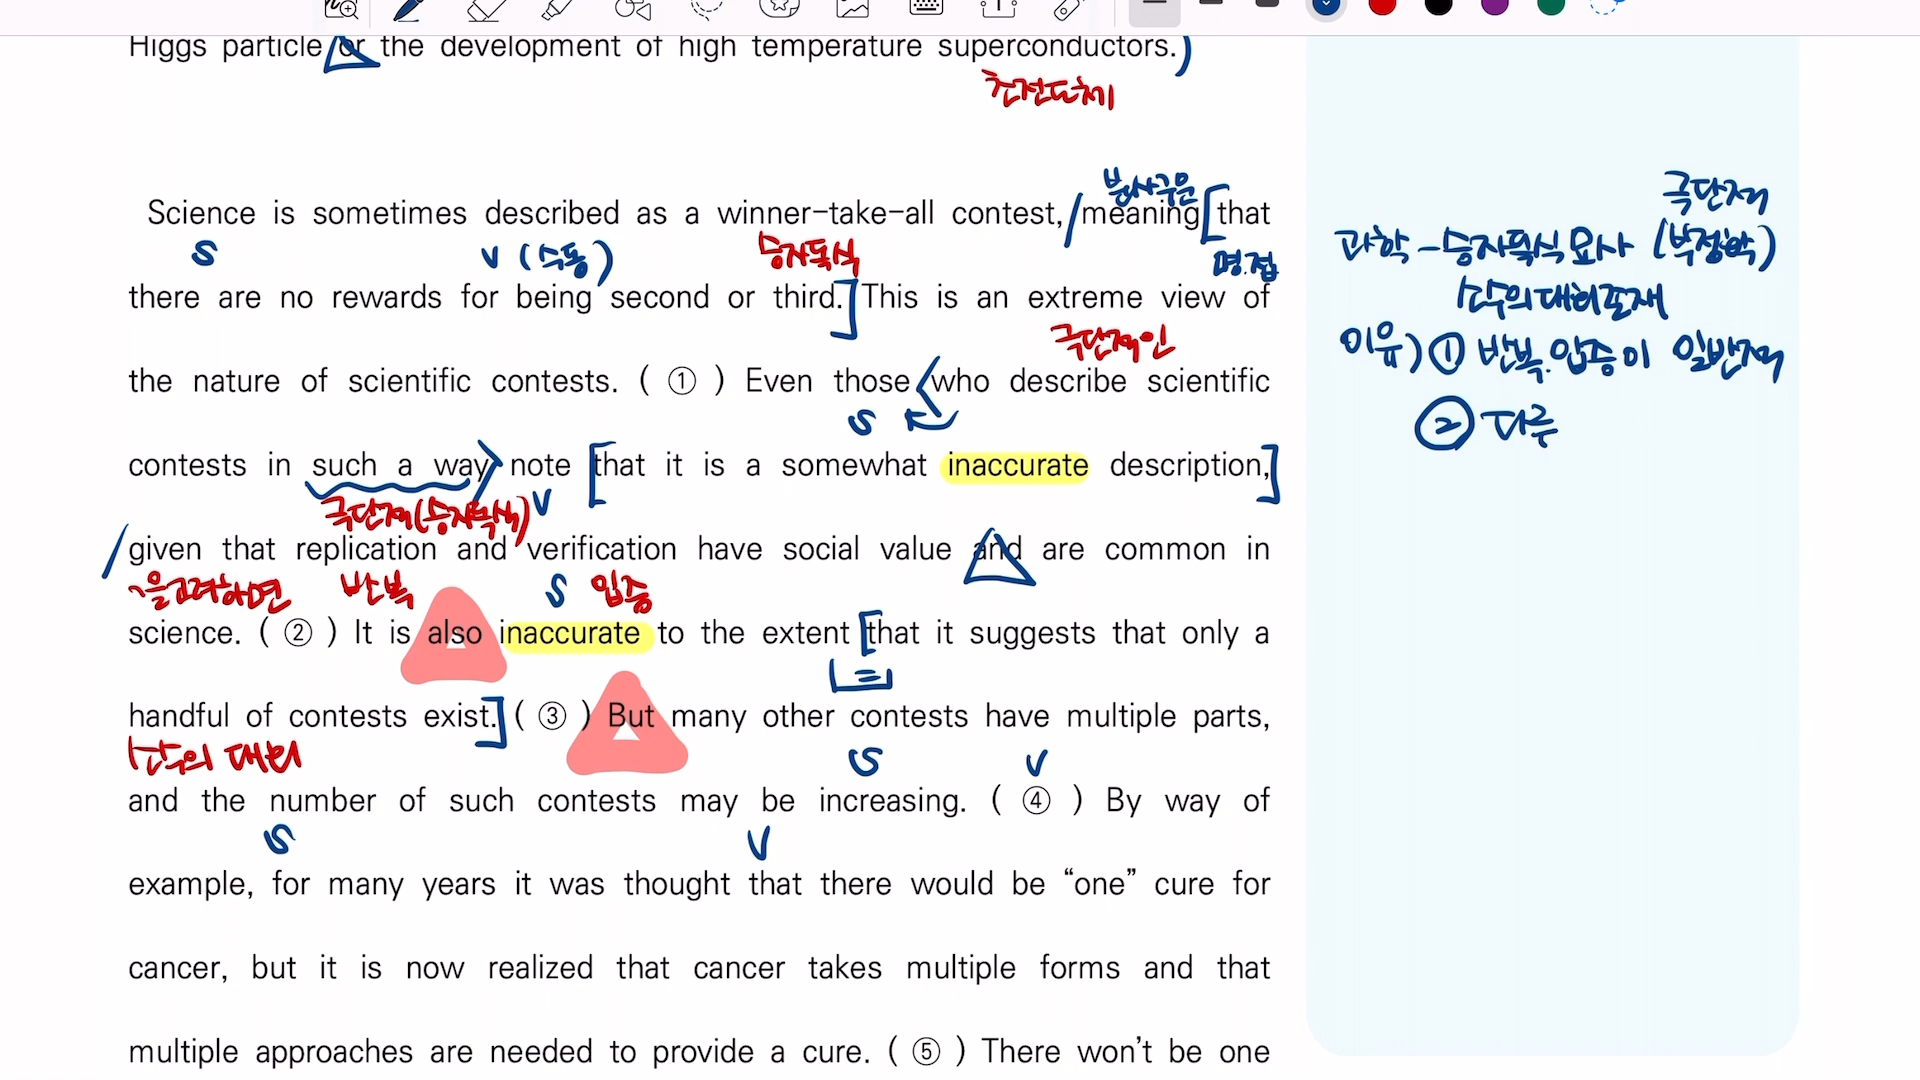 Higgs particle or the development of high temperature superconductors.)
초전도체
분사구문
Science is sometimes described as a winner-take-all contest, / meaning [that
S V (수동) 승자독식 명.접
there are no rewards for being second or third.] This is an extreme view of
극단적인
the nature of scientific contests. ( ① ) Even those <who describe scientific
S
contests in such a way> note [that it is a somewhat inaccurate description,]
극단적(승자독식) V
/ given that replication and verification have social value and are common in
~을고려하면 반복 S 입증
science. ( ② ) It is also inaccurate to the extent [that it suggests that only a
=
handful of contests exist.] ( ③ ) But many other contests have multiple parts,
소수의 대회 S V
and the number of such contests may be increasing. ( ④ ) By way of
S V
example, for many years it was thought that there would be “one” cure for
cancer, but it is now realized that cancer takes multiple forms and that
multiple approaches are needed to provide a cure. ( ⑤ ) There won’t be one
극단적
과학 - 승자독식 묘사 (부정확)
소수의 대회존재
이유) ① 반복.입증이 일반적
② 다루